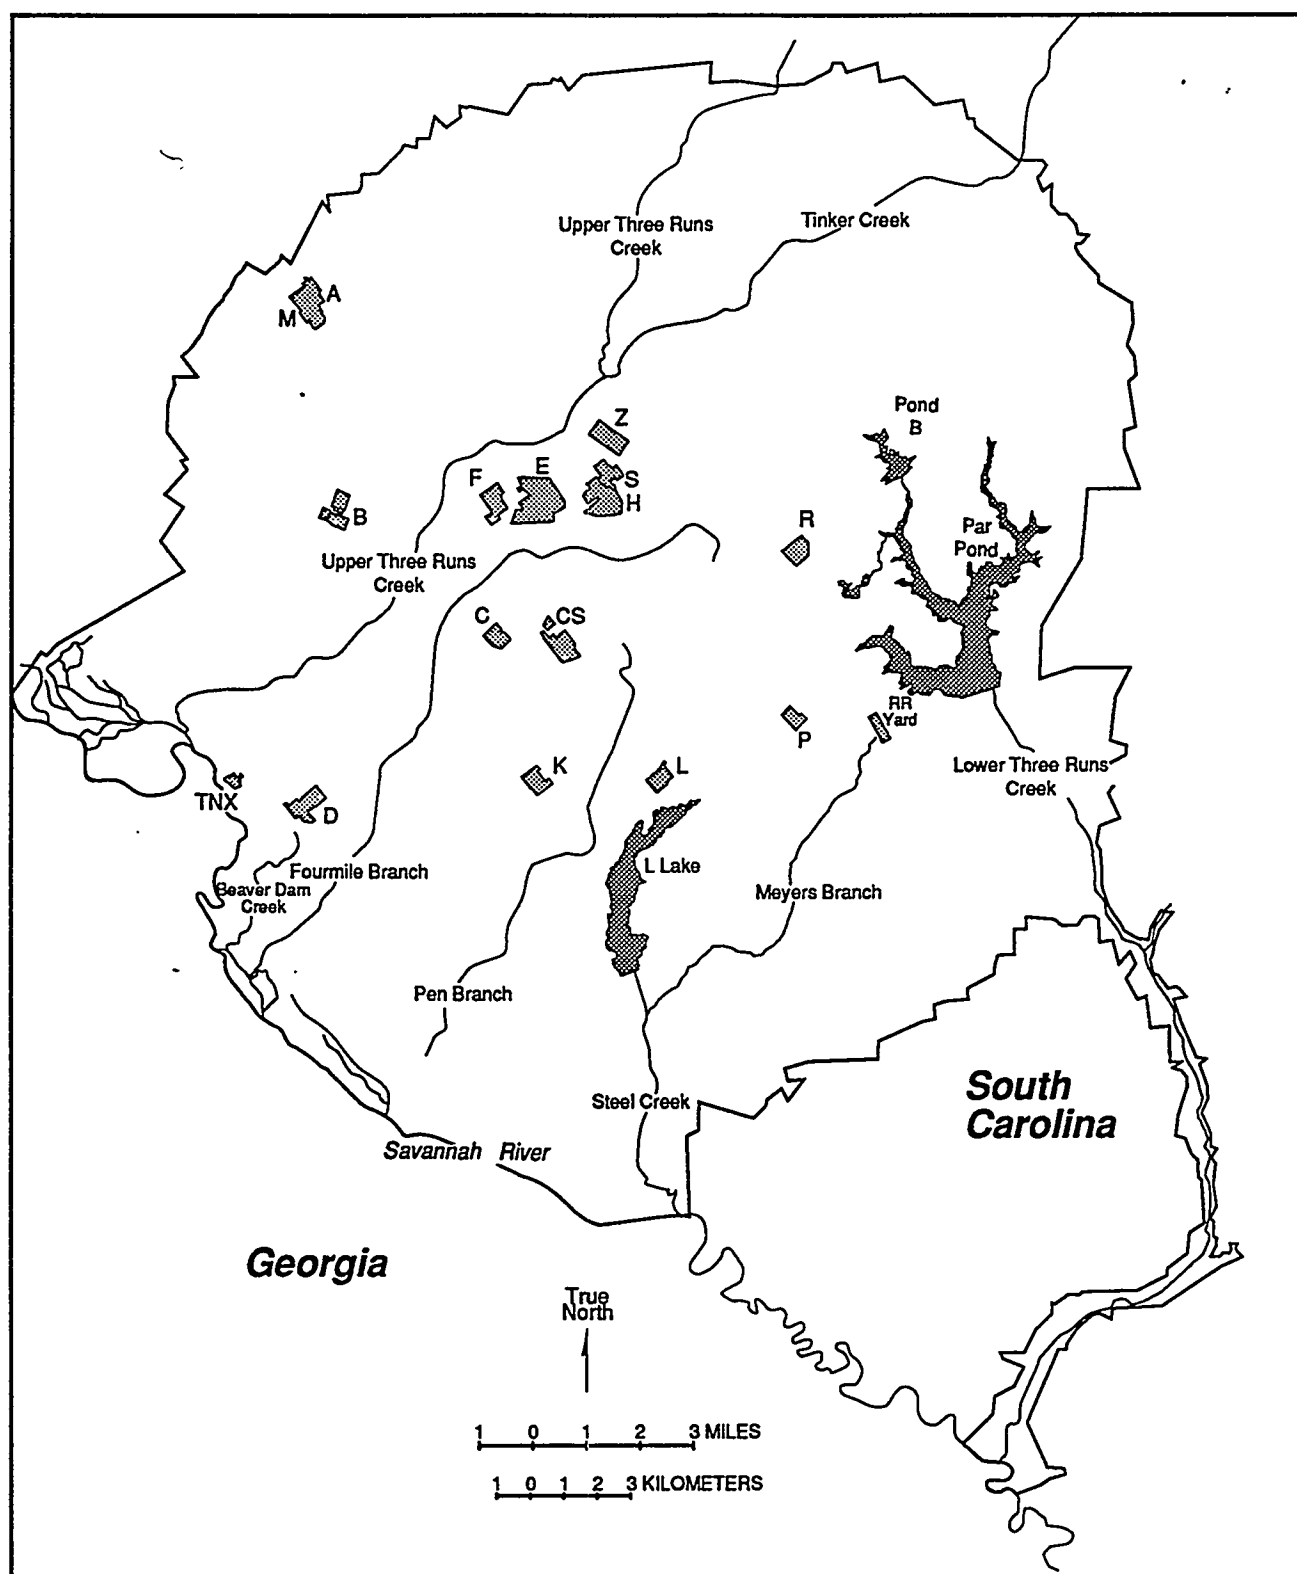 Upper Three Runs
Creek
Tinker Creek
A
M
Pond
B
Z
F
E
S
H
B
R
Par
Pond
Upper Three Runs
Creek
C
CS
RR
Yard
P
K
L
Lower Three Runs
Creek
TNX
D
Fourmile Branch
L Lake
Beaver Dam
Creek
Meyers Branch
Pen Branch
Steel Creek
South
Carolina
Savannah River
Georgia
True
North
1 0 1 2 3 MILES
1 0 1 2 3 KILOMETERS